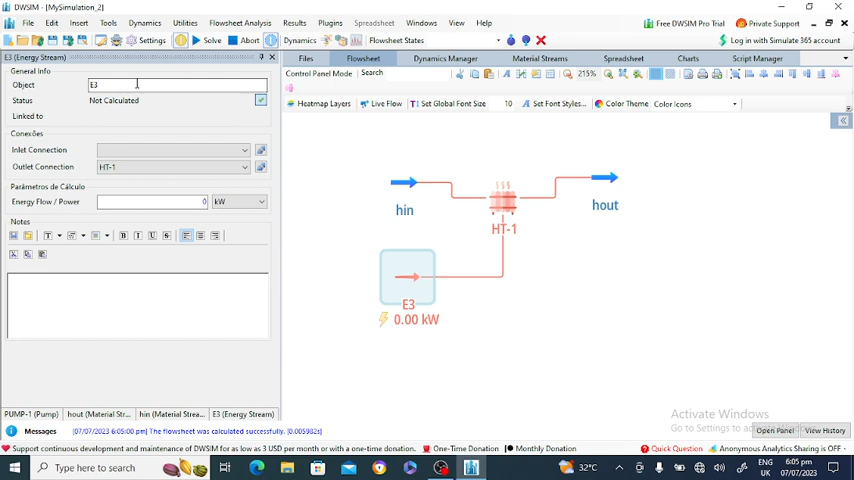 DWSIM - [MySimulation_2]
File Edit Insert Tools Dynamics Utilities Flowsheet Analysis Results Plugins Spreadsheet Windows View Help Free DWSIM Pro Trial Private Support
Settings Solve Abort Dynamics Flowsheet States Log in with Simulate 365 account
E3 (Energy Stream)
Files Flowsheet Dynamics Manager Material Streams Spreadsheet Charts Script Manager
General Info
Control Panel Mode Search 215%
Object E3
Status Not Calculated
Heatmap Layers Live Flow Set Global Font Size 10 Set Font Styles... Color Theme Color Icons
Linked to
Conexões
Inlet Connection
Outlet Connection HT-1
Parâmetros de Cálculo
Energy Flow / Power 0 kW
Notes
hin
HT-1
hout
E3
0.00 kW
PUMP-1 (Pump) hout (Material Str... hin (Material Strea... E3 (Energy Stream)
Activate Windows
Go to Settings to
Messages [07/07/2023 6:05:00 pm] The flowsheet was calculated successfully. [0.005982s] Open Panel View History
Support continuous development and maintenance of DWSIM for as low as 3 USD per month or with a one-time donation. One-Time Donation Monthly Donation Quick Question Anonymous Analytics Sharing is OFF
Type here to search 32°C ENG UK 6:05 pm 07/07/2023